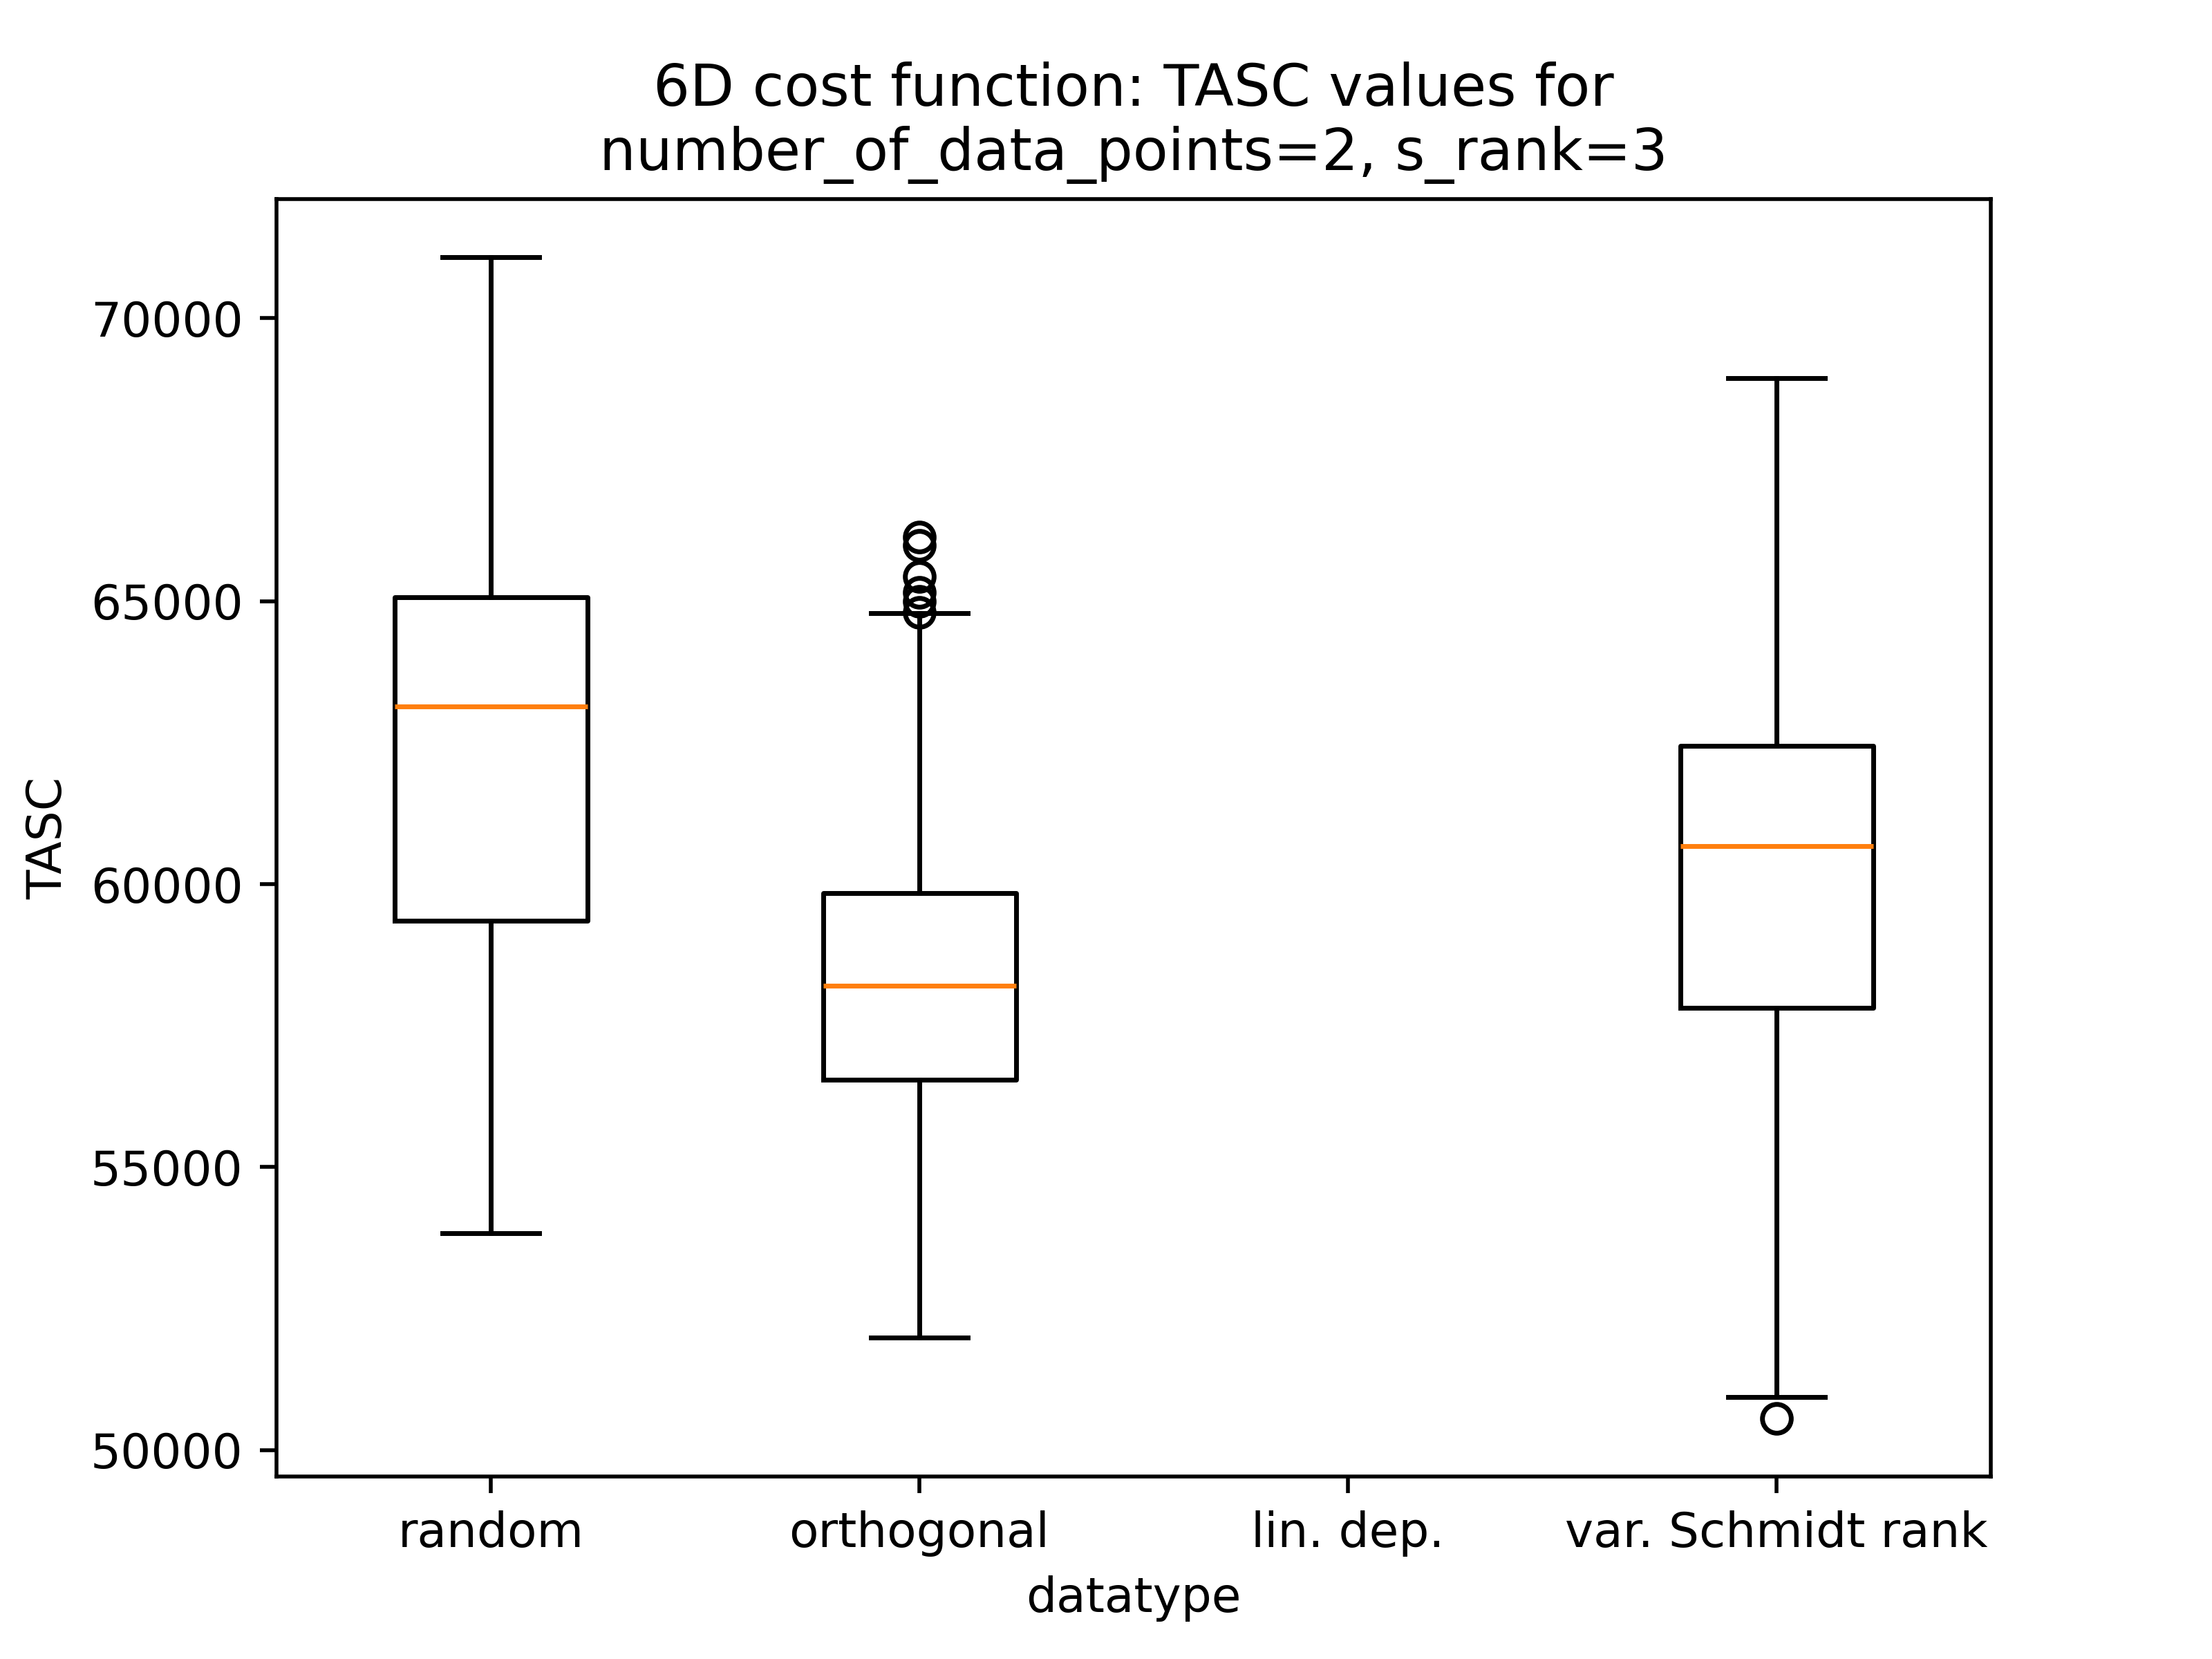 6D cost function: TASC values for
number_of_data_points=2, s_rank=3
TASC
70000
65000
60000
55000
50000
random
orthogonal
lin. dep.
var. Schmidt rank
datatype